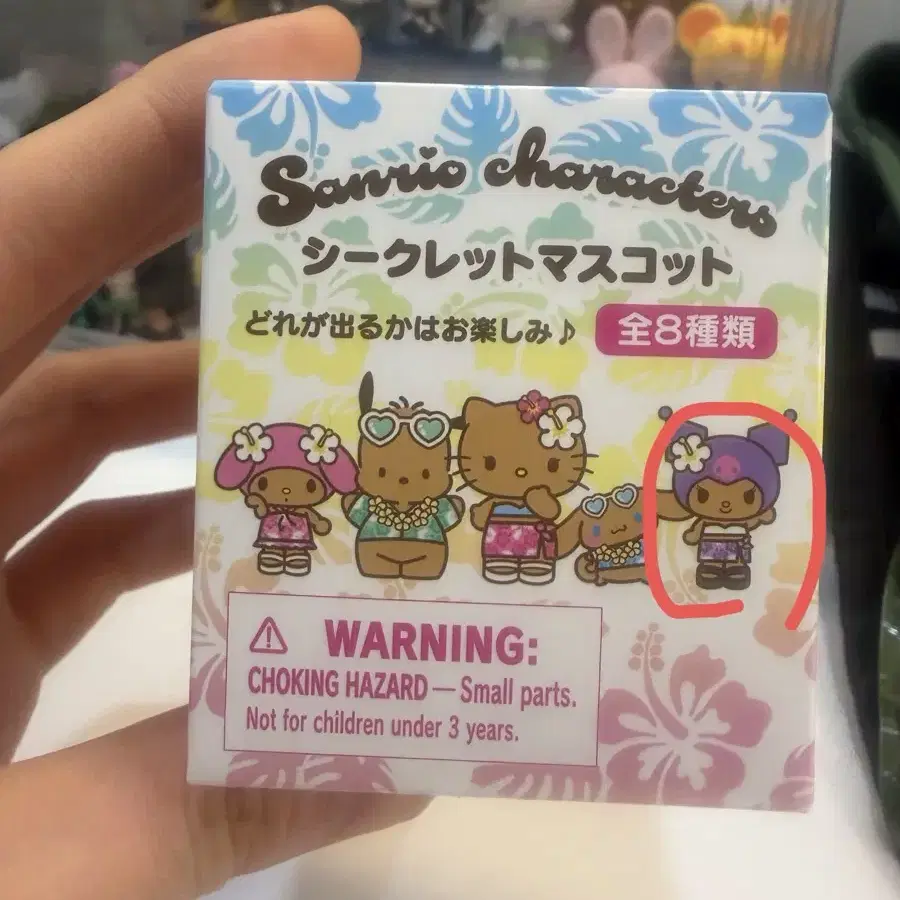 Sanrio characters
シークレットマスコット
どれが出るかはお楽しみ♪ 全8種類
WARNING:
CHOKING HAZARD — Small parts.
Not for children under 3 years.